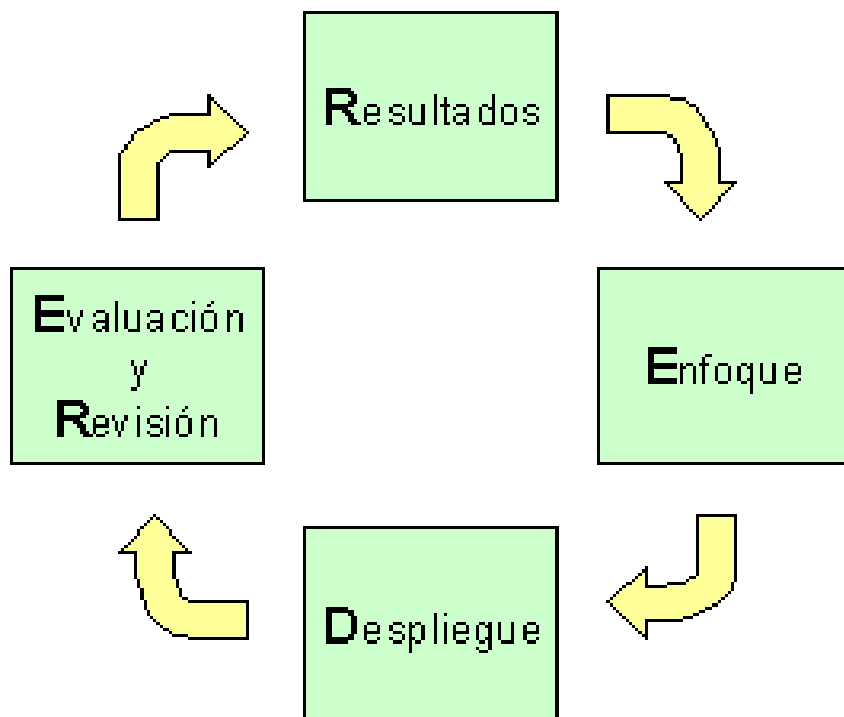 Resultados
Evaluación
y
Revisión
Enfoque
Despliegue